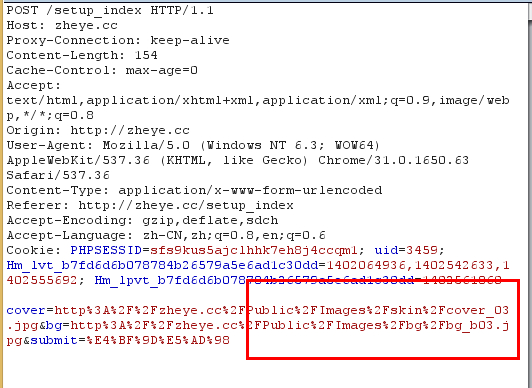 POST /setup_index HTTP/1.1
Host: zheye.cc
Proxy-Connection: keep-alive
Content-Length: 154
Cache-Control: max-age=0
Accept:
text/html,application/xhtml+xml,application/xml;q=0.9,image/web
p,*/*;q=0.8
Origin: http://zheye.cc
User-Agent: Mozilla/5.0 (Windows NT 6.3; WOW64)
AppleWebKit/537.36 (KHTML, like Gecko) Chrome/31.0.1650.63
Safari/537.36
Content-Type: application/x-www-form-urlencoded
Referer: http://zheye.cc/setup_index
Accept-Encoding: gzip,deflate,sdch
Accept-Language: zh-CN,zh;q=0.8,en;q=0.6
Cookie: PHPSESSID=sfs9kus5ajclhhk7eh8j4ccqm1; uid=3459;
Hm_lvt_b7fd6d6b078784b26579a5e6ad1c30dd=1402064936,1402542633,1
402555692; Hm_lpvt_b7fd6d6b078784b26579a5e6ad1c30dd=1402561868
cover=http%3A%2F%2Fzheye.cc%2FPublic%2FImages%2Fskin%2Fcover_03
.jpg&bg=http%3A%2F%2Fzheye.cc%2FPublic%2FImages%2Fbg%2Fbg_b03.j
pg&submit=%E4%BF%9D%E5%AD%98